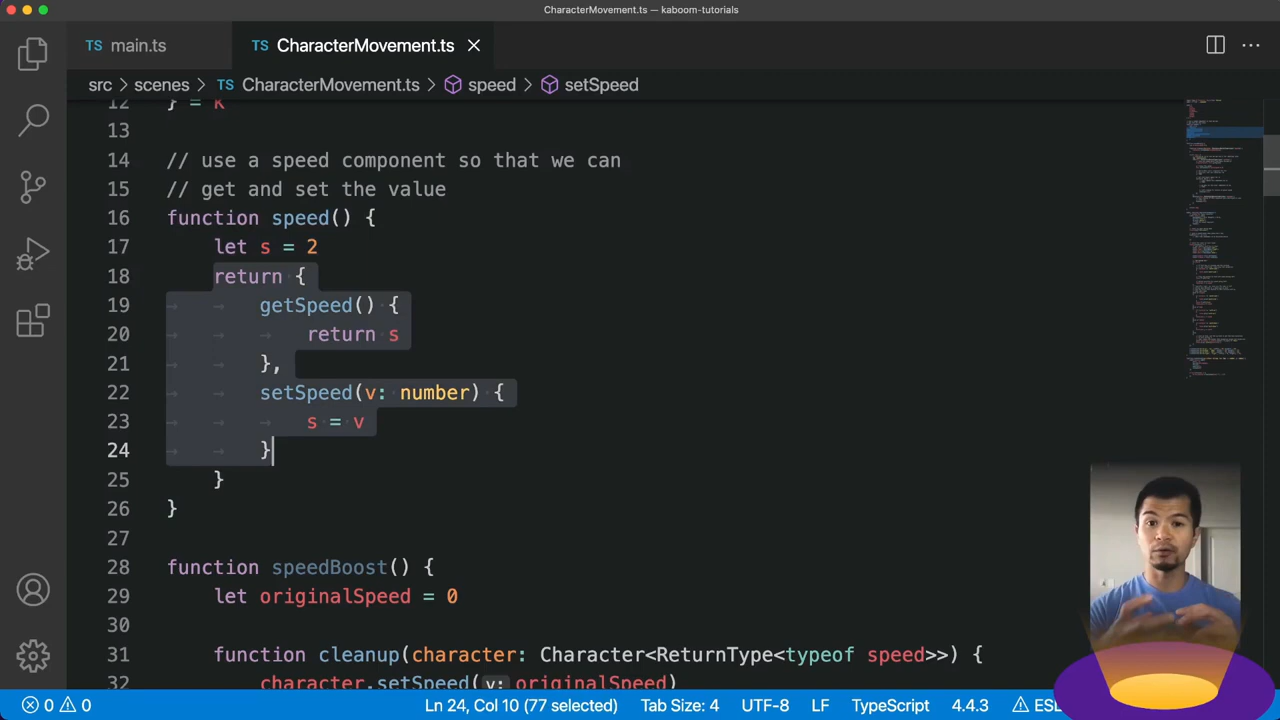 CharacterMovement.ts — kaboom-tutorials
TS main.ts TS CharacterMovement.ts
src > scenes > TS CharacterMovement.ts > speed > setSpeed
12 } = K
13
14 // use a speed component so that we can
15 // get and set the value
16 function speed() {
17 let s = 2
18 return {
19 getSpeed() {
20 return s
21 },
22 setSpeed(v: number) {
23 s = v
24 }
25 }
26 }
27
28 function speedBoost() {
29 let originalSpeed = 0
30
31 function cleanup(character: Character<ReturnType<typeof speed>>) {
32 character.setSpeed(v: originalSpeed)
0 0 Ln 24, Col 10 (77 selected) Tab Size: 4 UTF-8 LF TypeScript 4.4.3